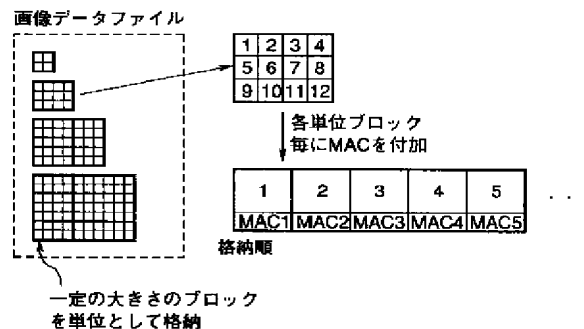 画像データファイル
1 2 3 4
5 6 7 8
9 10 11 12
各単位ブロック
毎にMACを付加
1 2 3 4 5 . .
MAC1 MAC2 MAC3 MAC4 MAC5
格納順
一定の大きさのブロック
を単位として格納